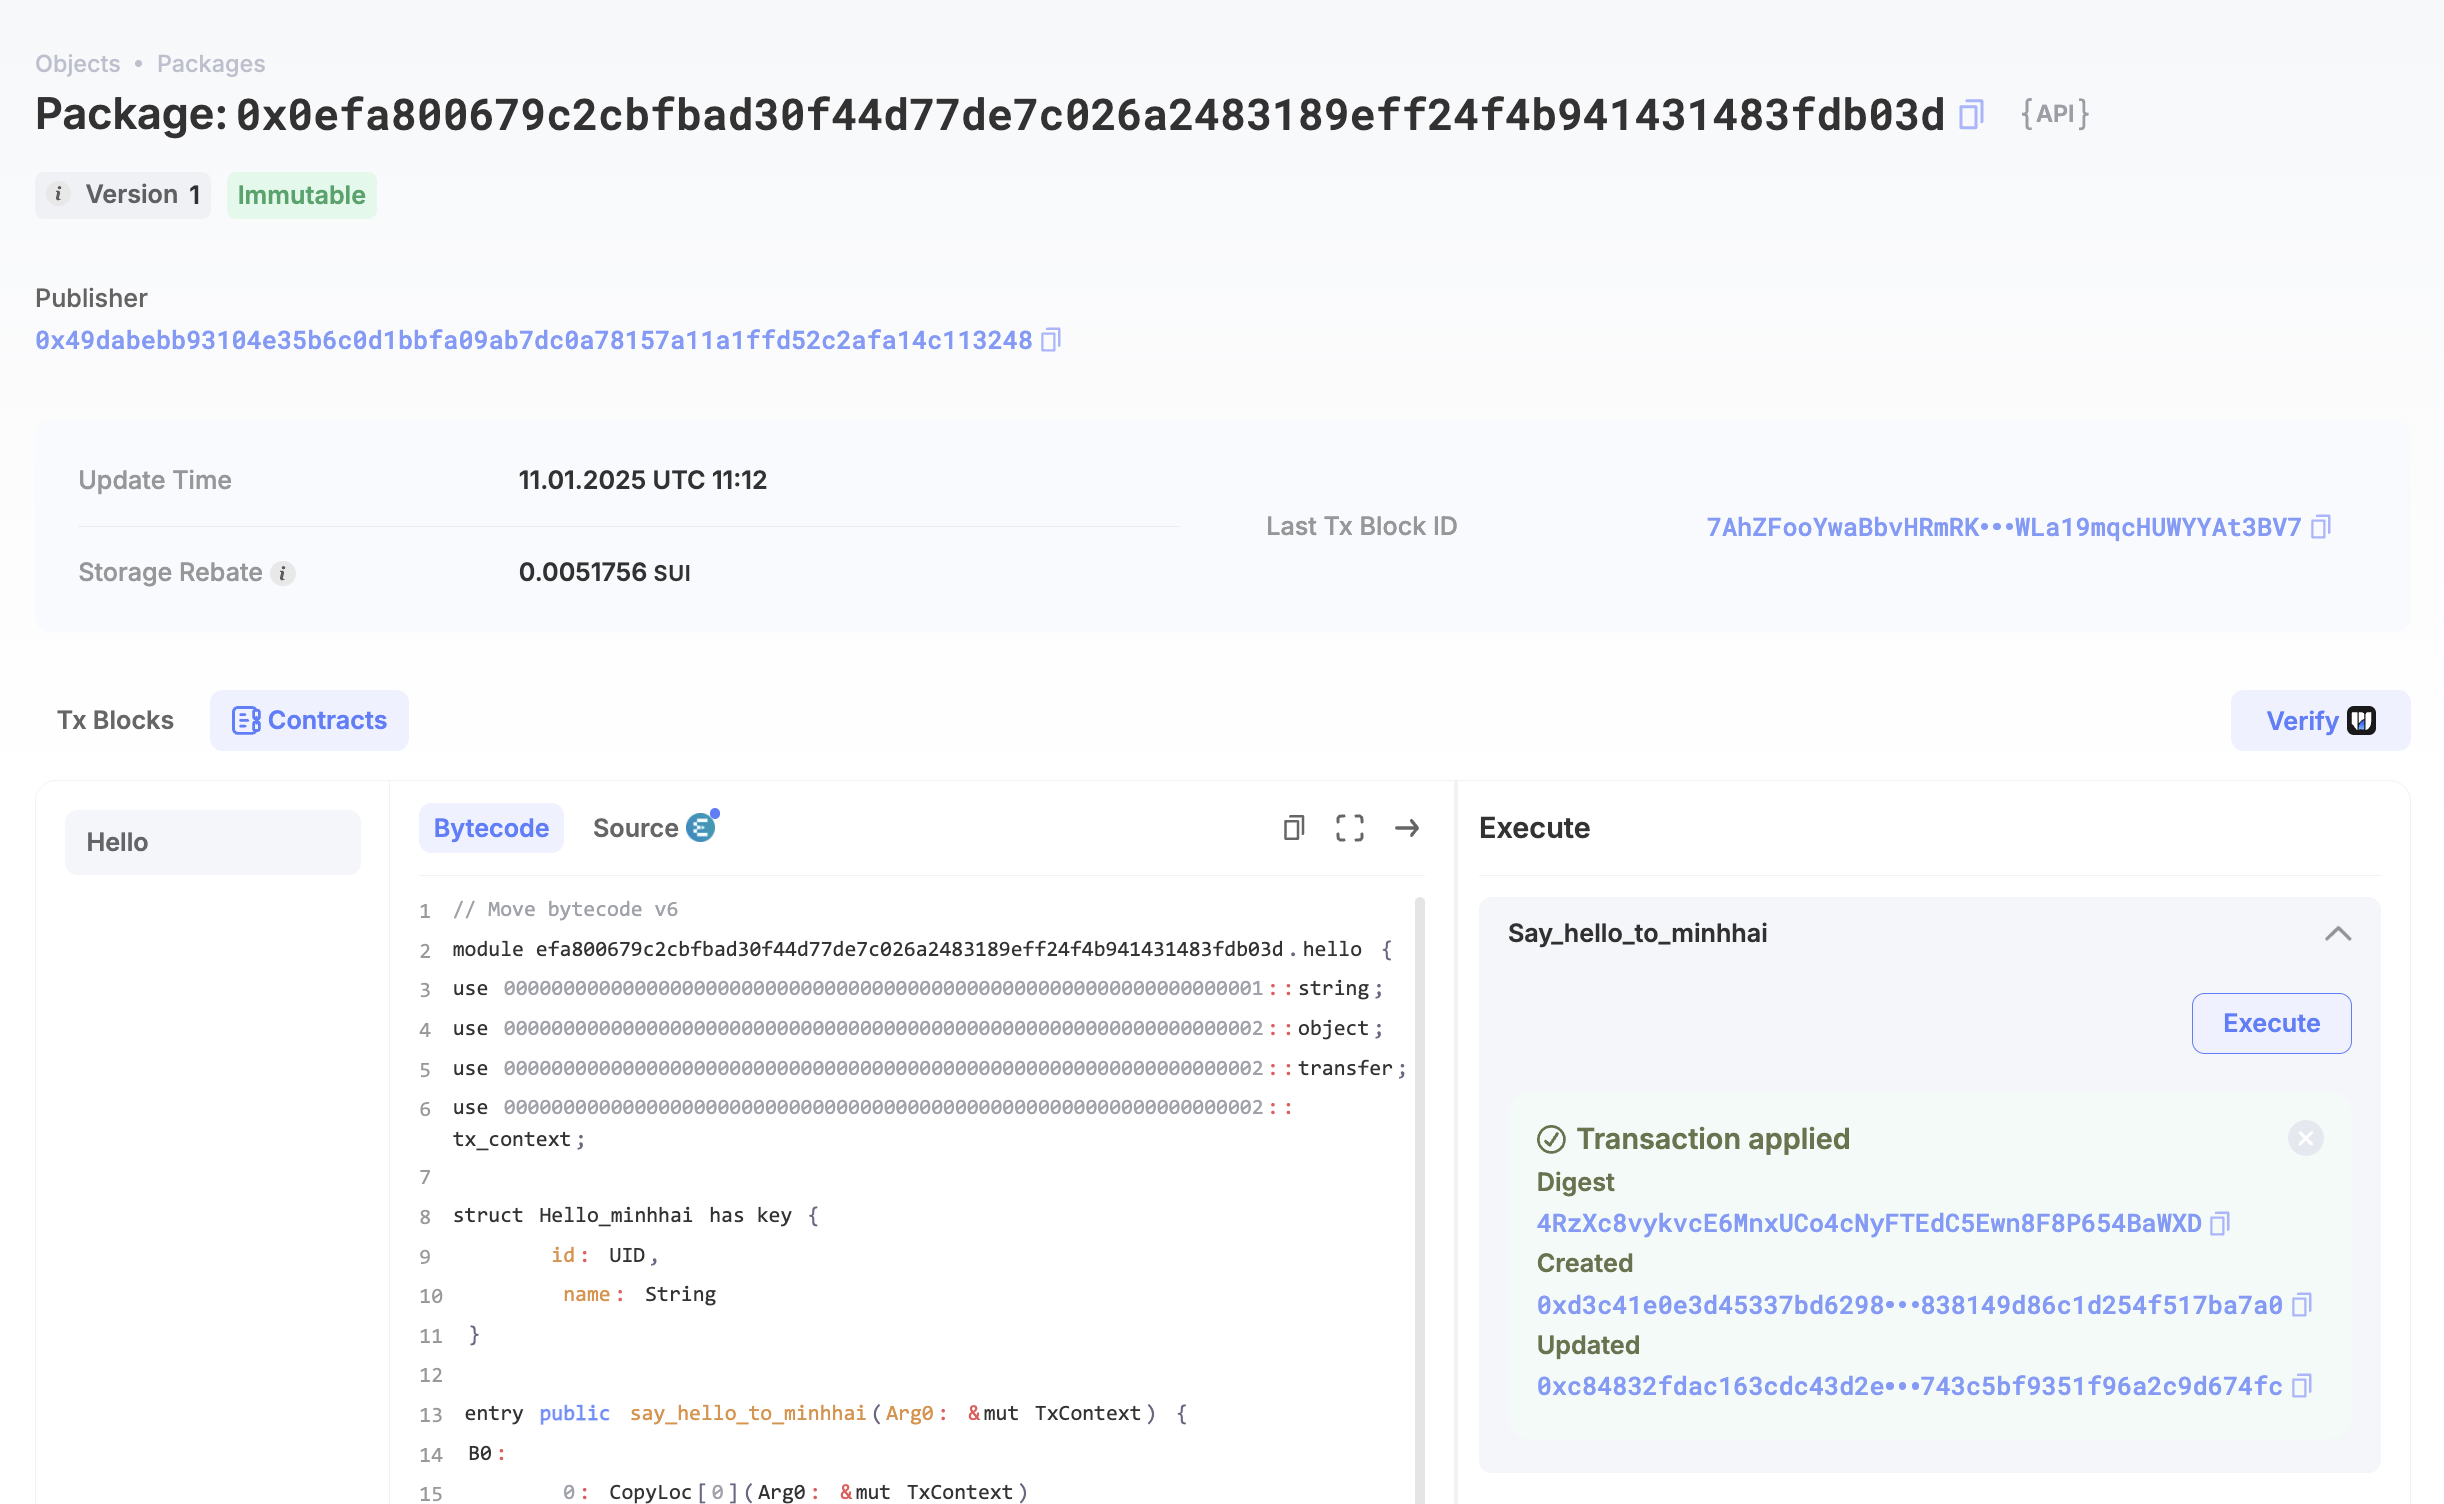 Objects • Packages
Package: 0x0efa800679c2cbfbad30f44d77de7c026a2483189eff24f4b941431483fdb03d {API}
i Version 1 Immutable
Publisher
0x49dabebb93104e35b6c0d1bbfa09ab7dc0a78157a11a1ffd52c2afa14c113248
Update Time 11.01.2025 UTC 11:12
Last Tx Block ID 7AhZFooYwaBbvHRmRK•••WLa19mqcHUWYYAt3BV7
Storage Rebate i 0.0051756 SUI
Tx Blocks Contracts Verify
Hello
Bytecode Source
1 // Move bytecode v6
2 module efa800679c2cbfbad30f44d77de7c026a2483189eff24f4b941431483fdb03d.hello {
3 use 0000000000000000000000000000000000000000000000000000000000000001::string;
4 use 0000000000000000000000000000000000000000000000000000000000000002::object;
5 use 0000000000000000000000000000000000000000000000000000000000000002::transfer;
6 use 0000000000000000000000000000000000000000000000000000000000000002::
tx_context;
7
8 struct Hello_minhhai has key {
9 id: UID,
10 name: String
11 }
12
13 entry public say_hello_to_minhhai(Arg0: &mut TxContext) {
14 B0:
15 0: CopyLoc[0](Arg0: &mut TxContext)
Execute
Say_hello_to_minhhai
Execute
Transaction applied
Digest
4RzXc8vykvcE6MnxUCo4cNyFTEdC5Ewn8F8P654BaWXD
Created
0xd3c41e0e3d45337bd6298•••838149d86c1d254f517ba7a0
Updated
0xc84832fdac163cdc43d2e•••743c5bf9351f96a2c9d674fc